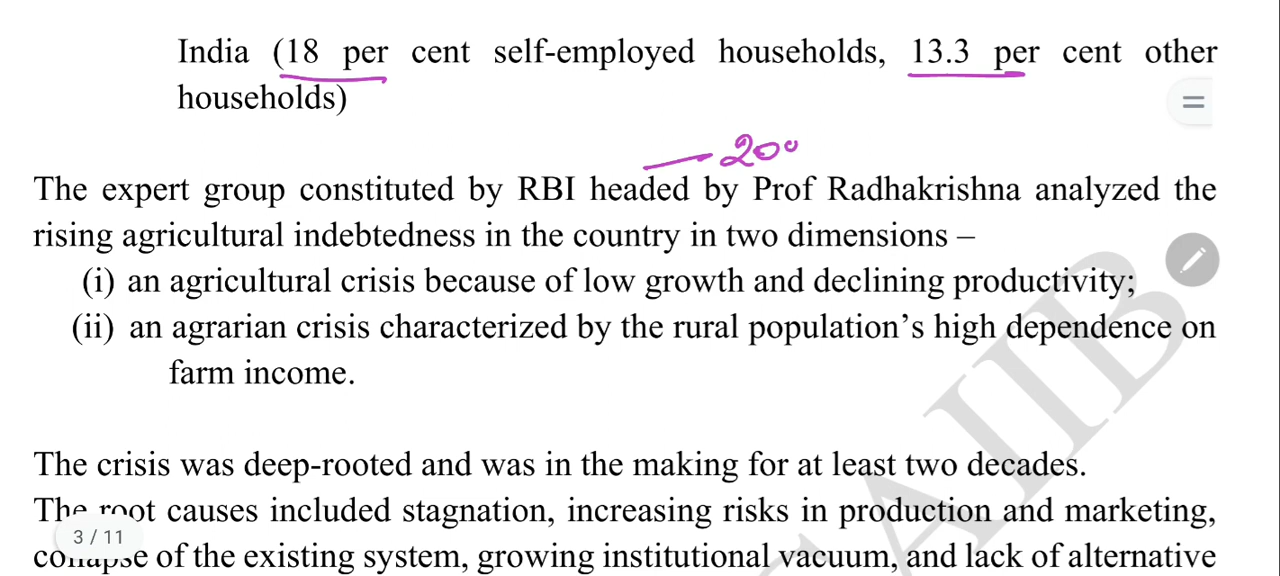 India (18 per cent self-employed households, 13.3 per cent other
households)
200
The expert group constituted by RBI headed by Prof Radhakrishna analyzed the
rising agricultural indebtedness in the country in two dimensions –
(i) an agricultural crisis because of low growth and declining productivity;
(ii) an agrarian crisis characterized by the rural population’s high dependence on
farm income.
The crisis was deep-rooted and was in the making for at least two decades.
The root causes included stagnation, increasing risks in production and marketing,
3 / 11
collapse of the existing system, growing institutional vacuum, and lack of alternative
AIIB